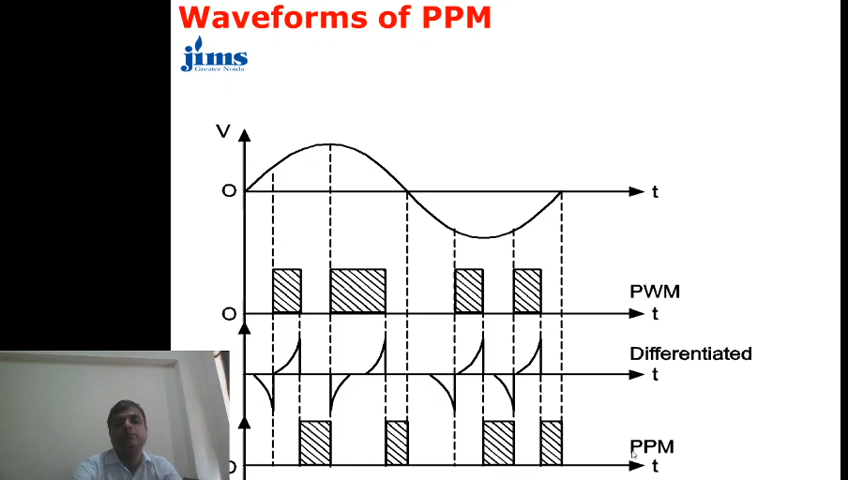 Waveforms of PPM
jims
Greater Noida
V
O
t
PWM
O
t
Differentiated
t
PPM
O
t